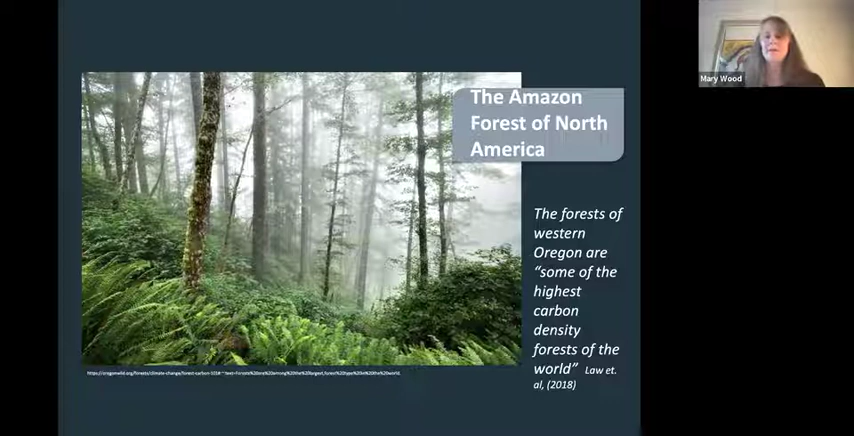 The Amazon
Forest of North
America
Mary Wood
The forests of
western
Oregon are
“some of the
highest
carbon
density
forests of the
world” Law et.
al, (2018)